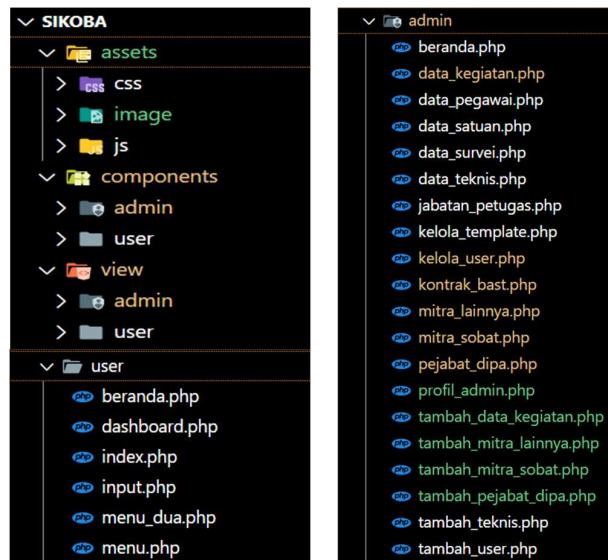 SIKOBA
assets
css
image
js
components
admin
user
view
admin
user
user
beranda.php
dashboard.php
index.php
input.php
menu_dua.php
menu.php
admin
beranda.php
data_kegiatan.php
data_pegawai.php
data_satuan.php
data_survei.php
data_teknis.php
jabatan_petugas.php
kelola_template.php
kelola_user.php
kontrak_bast.php
mitra_lainnya.php
mitra_sobat.php
pejabat_dipa.php
profil_admin.php
tambah_data_kegiatan.php
tambah_mitra_lainnya.php
tambah_mitra_sobat.php
tambah_pejabat_dipa.php
tambah_teknis.php
tambah_user.php